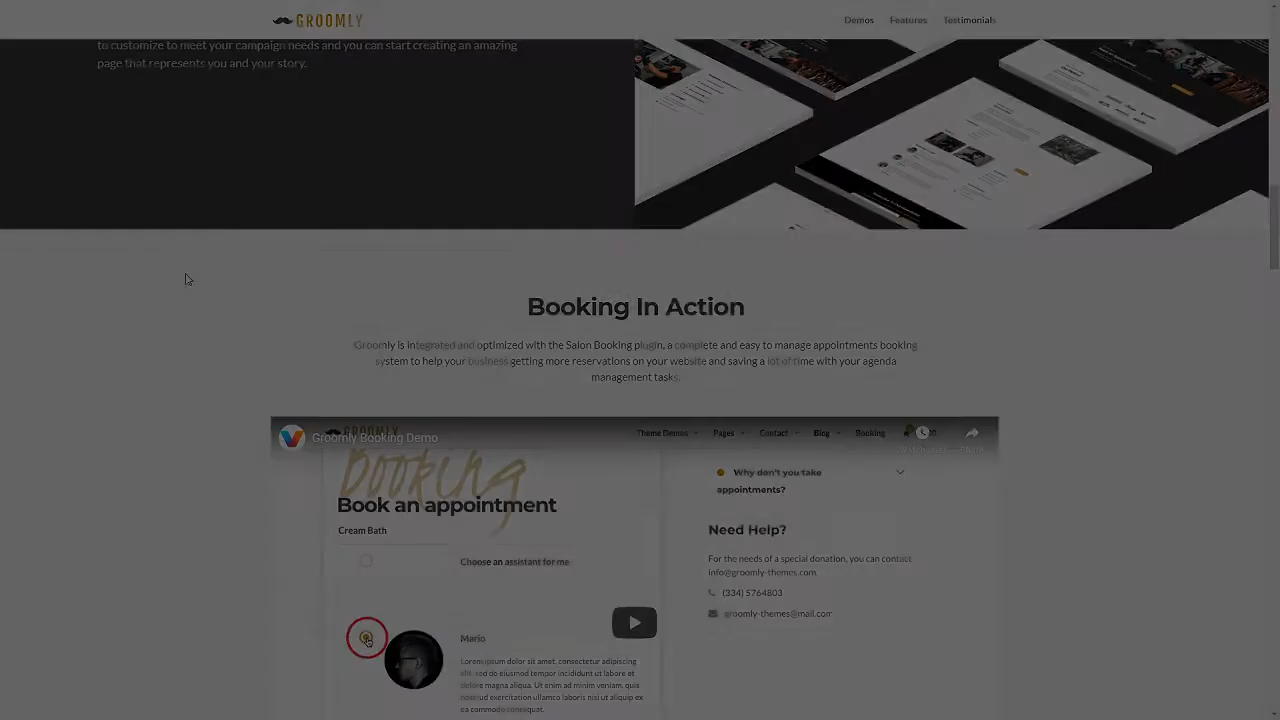 GROOMLY
Demos Features Testimonials
to customize to meet your campaign needs and you can start creating an amazing
page that represents you and your story.
Booking In Action
Groomly is integrated and optimized with the Salon Booking plugin, a complete and easy to manage appointments booking
system to help your business getting more reservations on your website and saving a lot of time with your agenda
management tasks.
Groomly Booking Demo
Theme Demos Pages Contact Blog Booking
Booking
Book an appointment
Cream Bath
Choose an assistant for me
Mario
Lorem ipsum dolor sit amet, consectetur adipiscing
elit, sed do eiusmod tempor incididunt ut labore et
dolore magna aliqua. Ut enim ad minim veniam, quis
nostrud exercitation ullamco laboris nisi ut aliquip ex
ea commodo consequat.
Why don't you take
appointments?
Need Help?
For the needs of a special donation, you can contact
info@groomly-themes.com
(334) 5764803
groomly-themes@mail.com